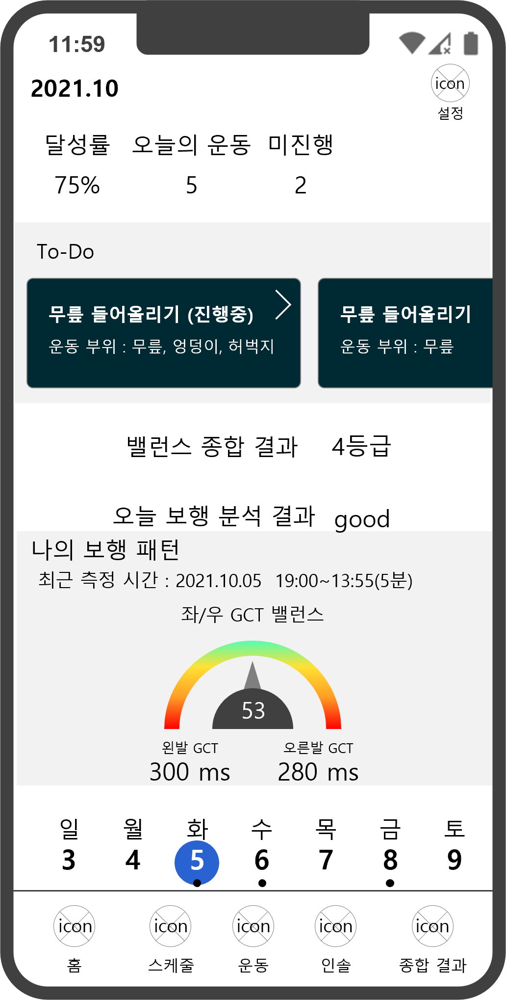 11:59
2021.10
icon
설정
달성률 오늘의 운동 미진행
75% 5 2
To-Do
무릎 들어올리기 (진행중)
운동 부위 : 무릎, 엉덩이, 허벅지
무릎 들어올리기
운동 부위 : 무릎
밸런스 종합 결과 4등급
오늘 보행 분석 결과 good
나의 보행 패턴
최근 측정 시간 : 2021.10.05 19:00~13:55(5분)
좌/우 GCT 밸런스
53
왼발 GCT 오른발 GCT
300 ms 280 ms
일 월 화 수 목 금 토
3 4 5 6 7 8 9
icon icon icon icon icon
홈 스케줄 운동 인솔 종합 결과